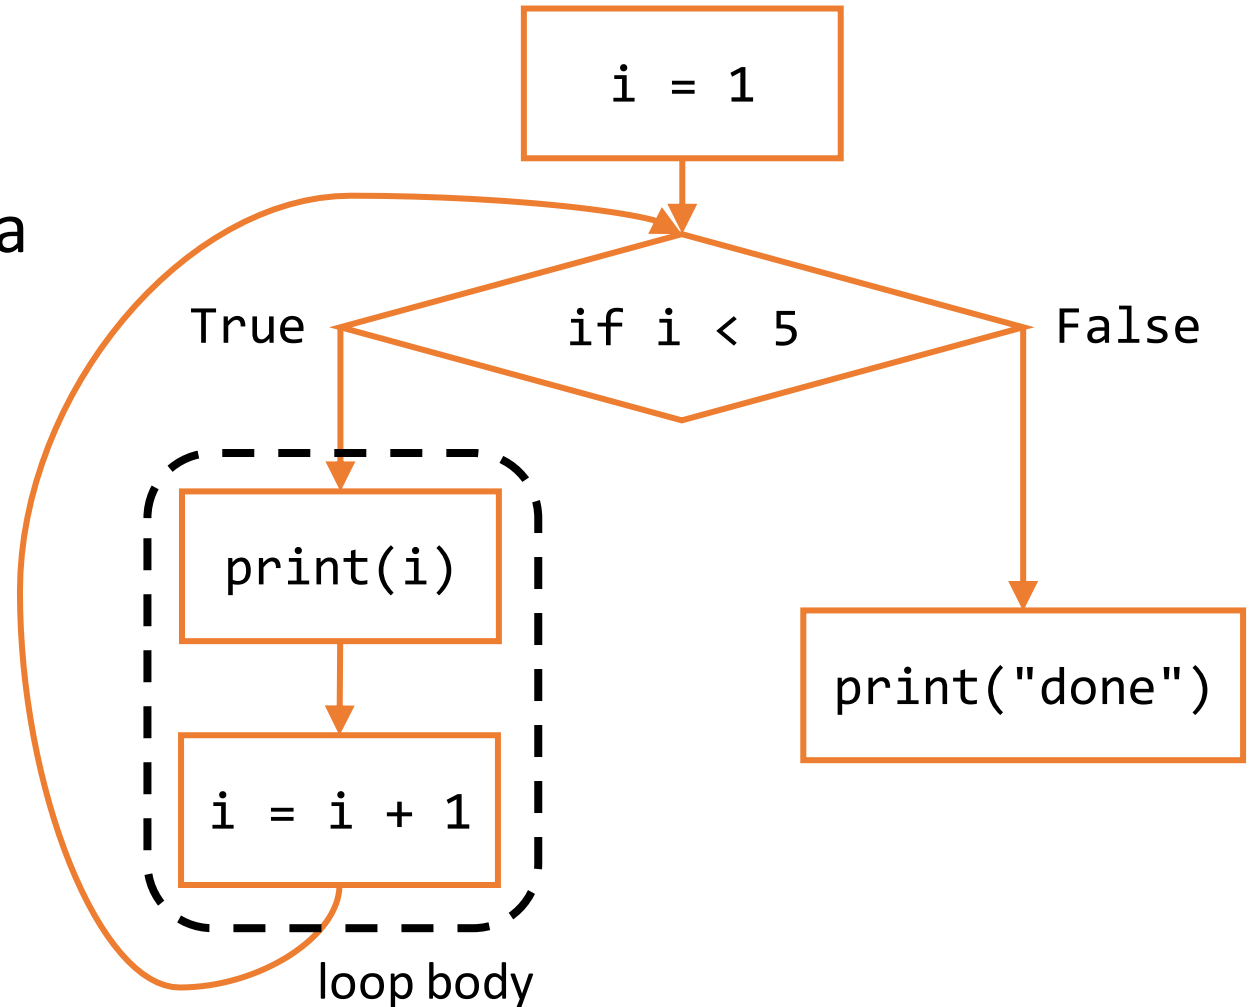 i = 1
a
True
if i < 5
False
print(i)
print("done")
i = i + 1
loop body